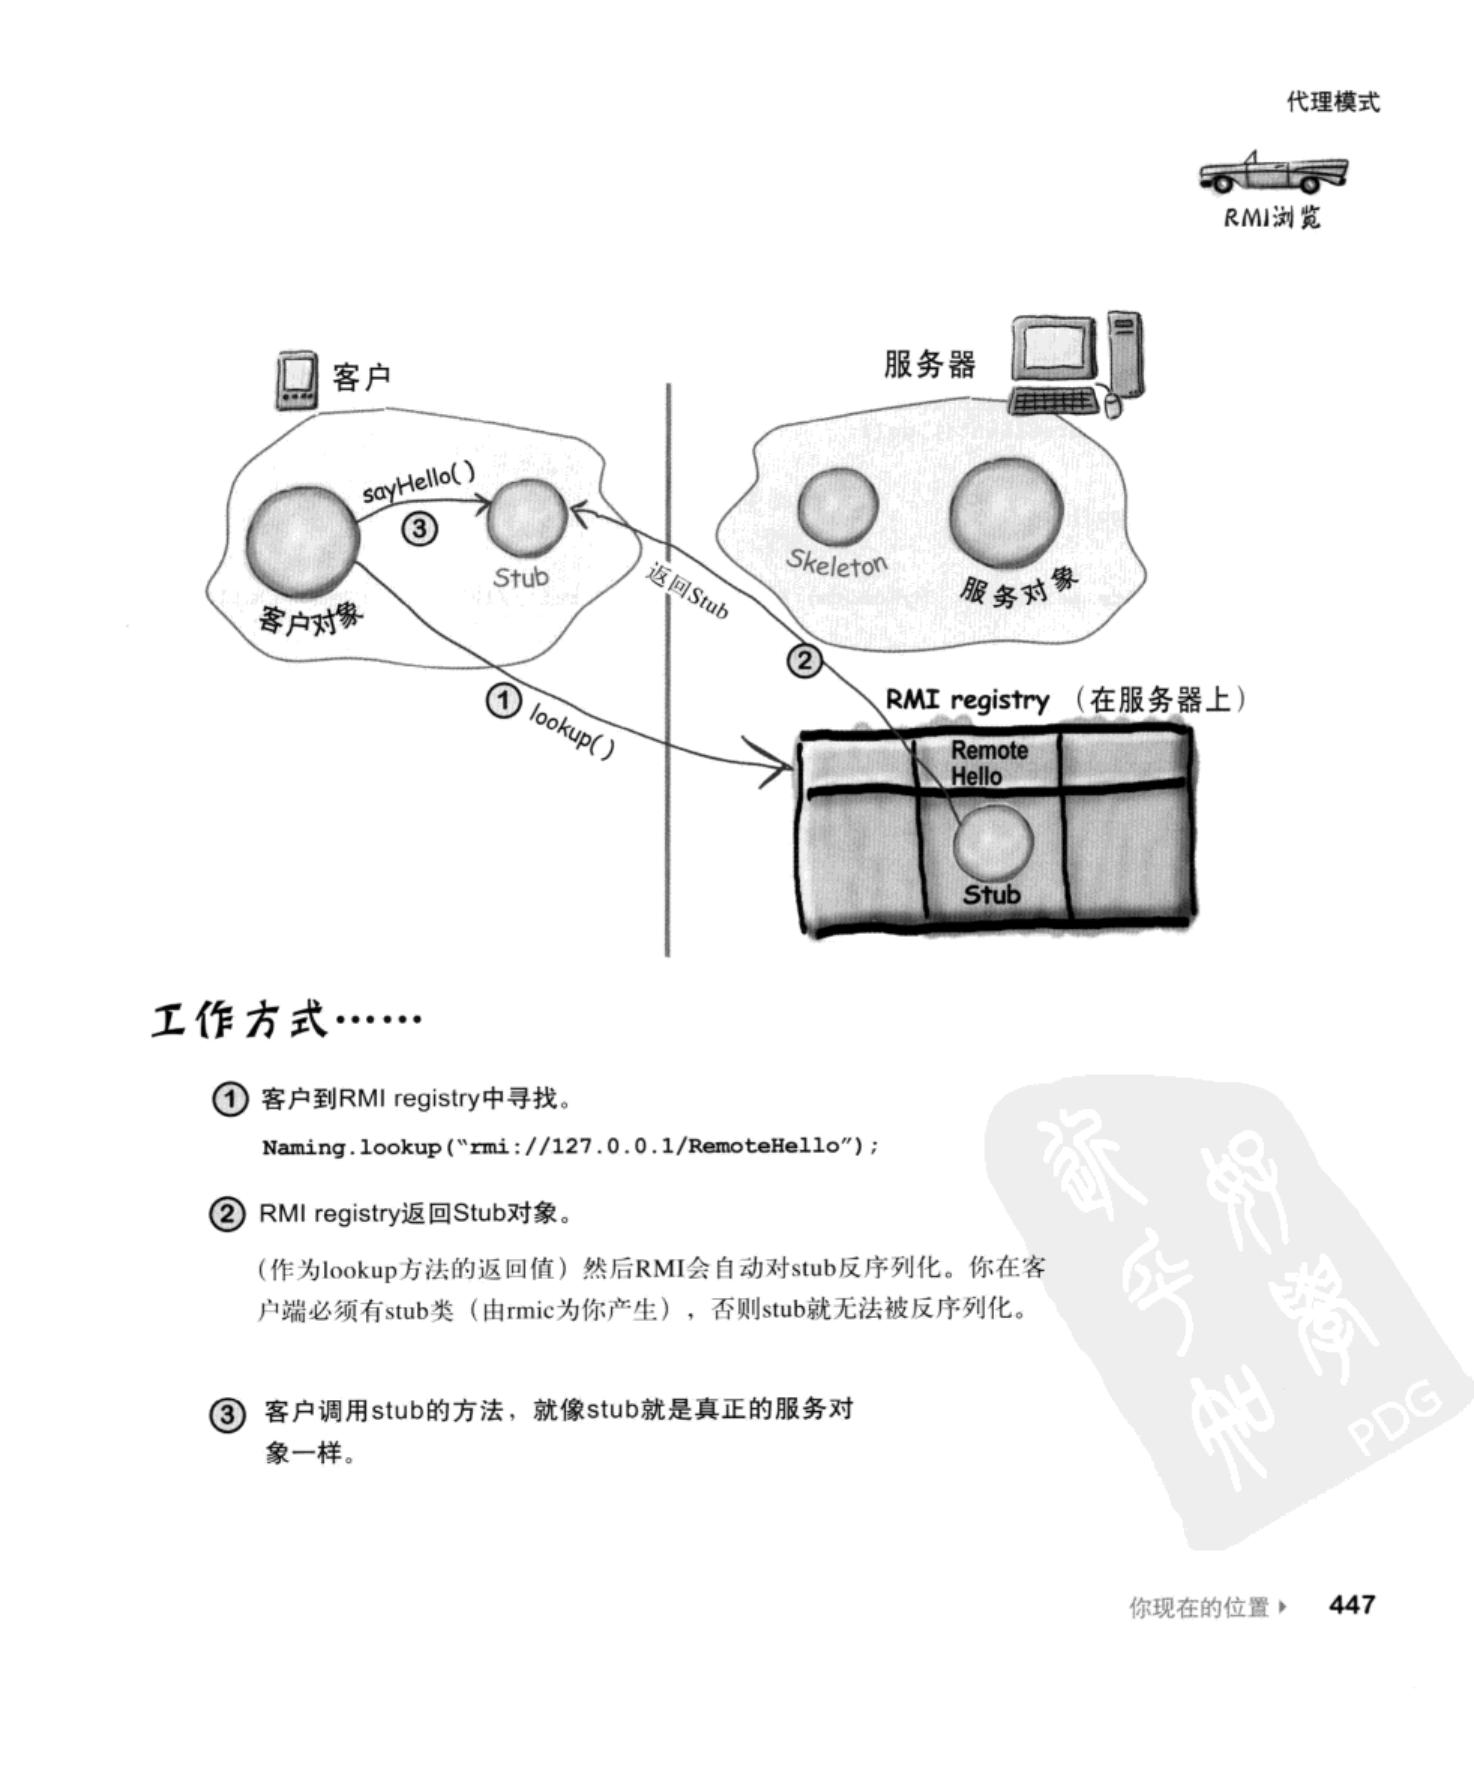 代理模式
RMI浏览
客户
服务器
sayHello()
3
Stub
客户对象
Skeleton
服务对象
返回Stub
2
1 lookup()
RMI registry （在服务器上）
Remote
Hello
Stub
工作方式……
1 客户到RMI registry中寻找。
Naming.lookup(“rmi://127.0.0.1/RemoteHello”);
2 RMI registry返回Stub对象。
（作为lookup方法的返回值）然后RMI会自动对stub反序列化。你在客
户端必须有stub类（由rmic为你产生），否则stub就无法被反序列化。
3 客户调用stub的方法，就像stub就是真正的服务对
象一样。
PDG
你现在的位置 ▸ 447